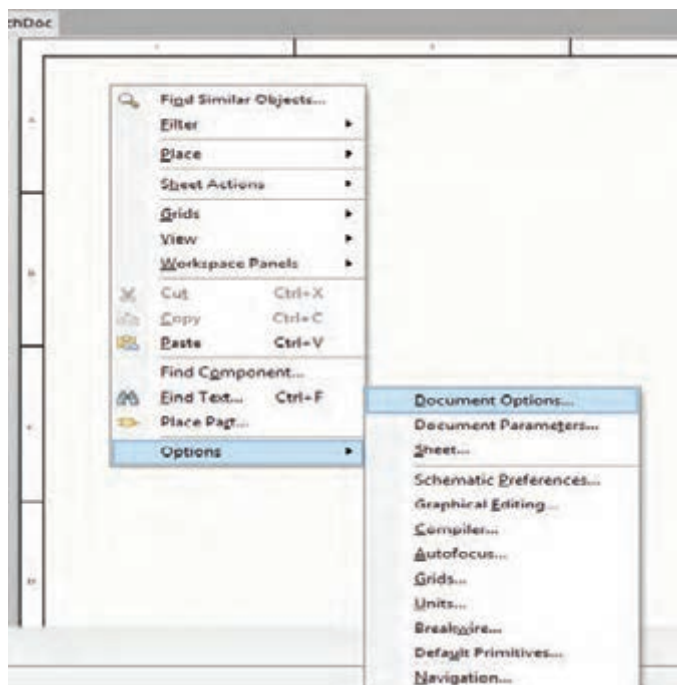 chDoc
Find Similar Objects...
Filter
Place
Sheet Actions
Grids
View
Workspace Panels
Cut Ctrl+X
Copy Ctrl+C
Paste Ctrl+V
Find Component...
Find Text... Ctrl+F
Place Part...
Options
Document Options...
Document Parameters...
Sheet...
Schematic Preferences...
Graphical Editing...
Compiler...
Autofocus...
Grids...
Units...
Breakwire...
Default Primitives...
Navigation...